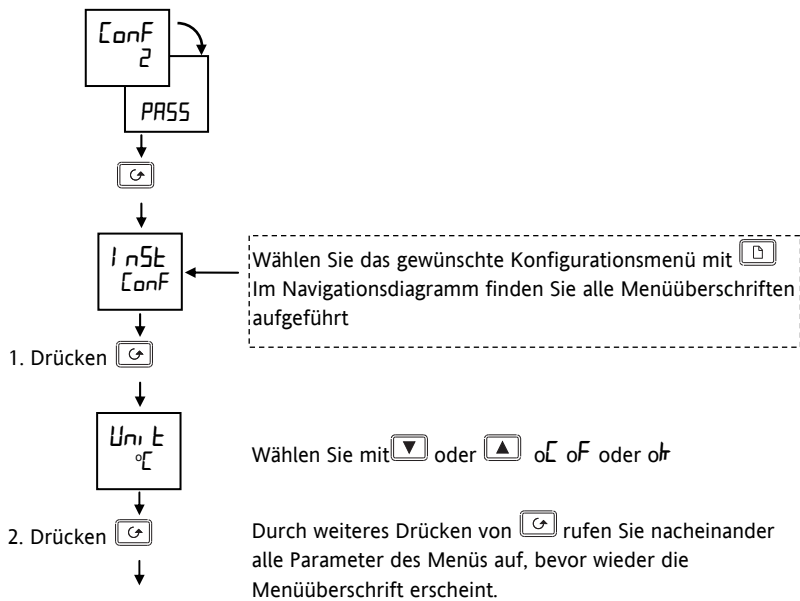 ConF
2
PASS
InSt
ConF
Wählen Sie das gewünschte Konfigurationsmenü mit
Im Navigationsdiagramm finden Sie alle Menüüberschriften
aufgeführt
1. Drücken
Unit
°C
Wählen Sie mit oder oC oF oder ok
2. Drücken
Durch weiteres Drücken von rufen Sie nacheinander
alle Parameter des Menüs auf, bevor wieder die
Menüüberschrift erscheint.